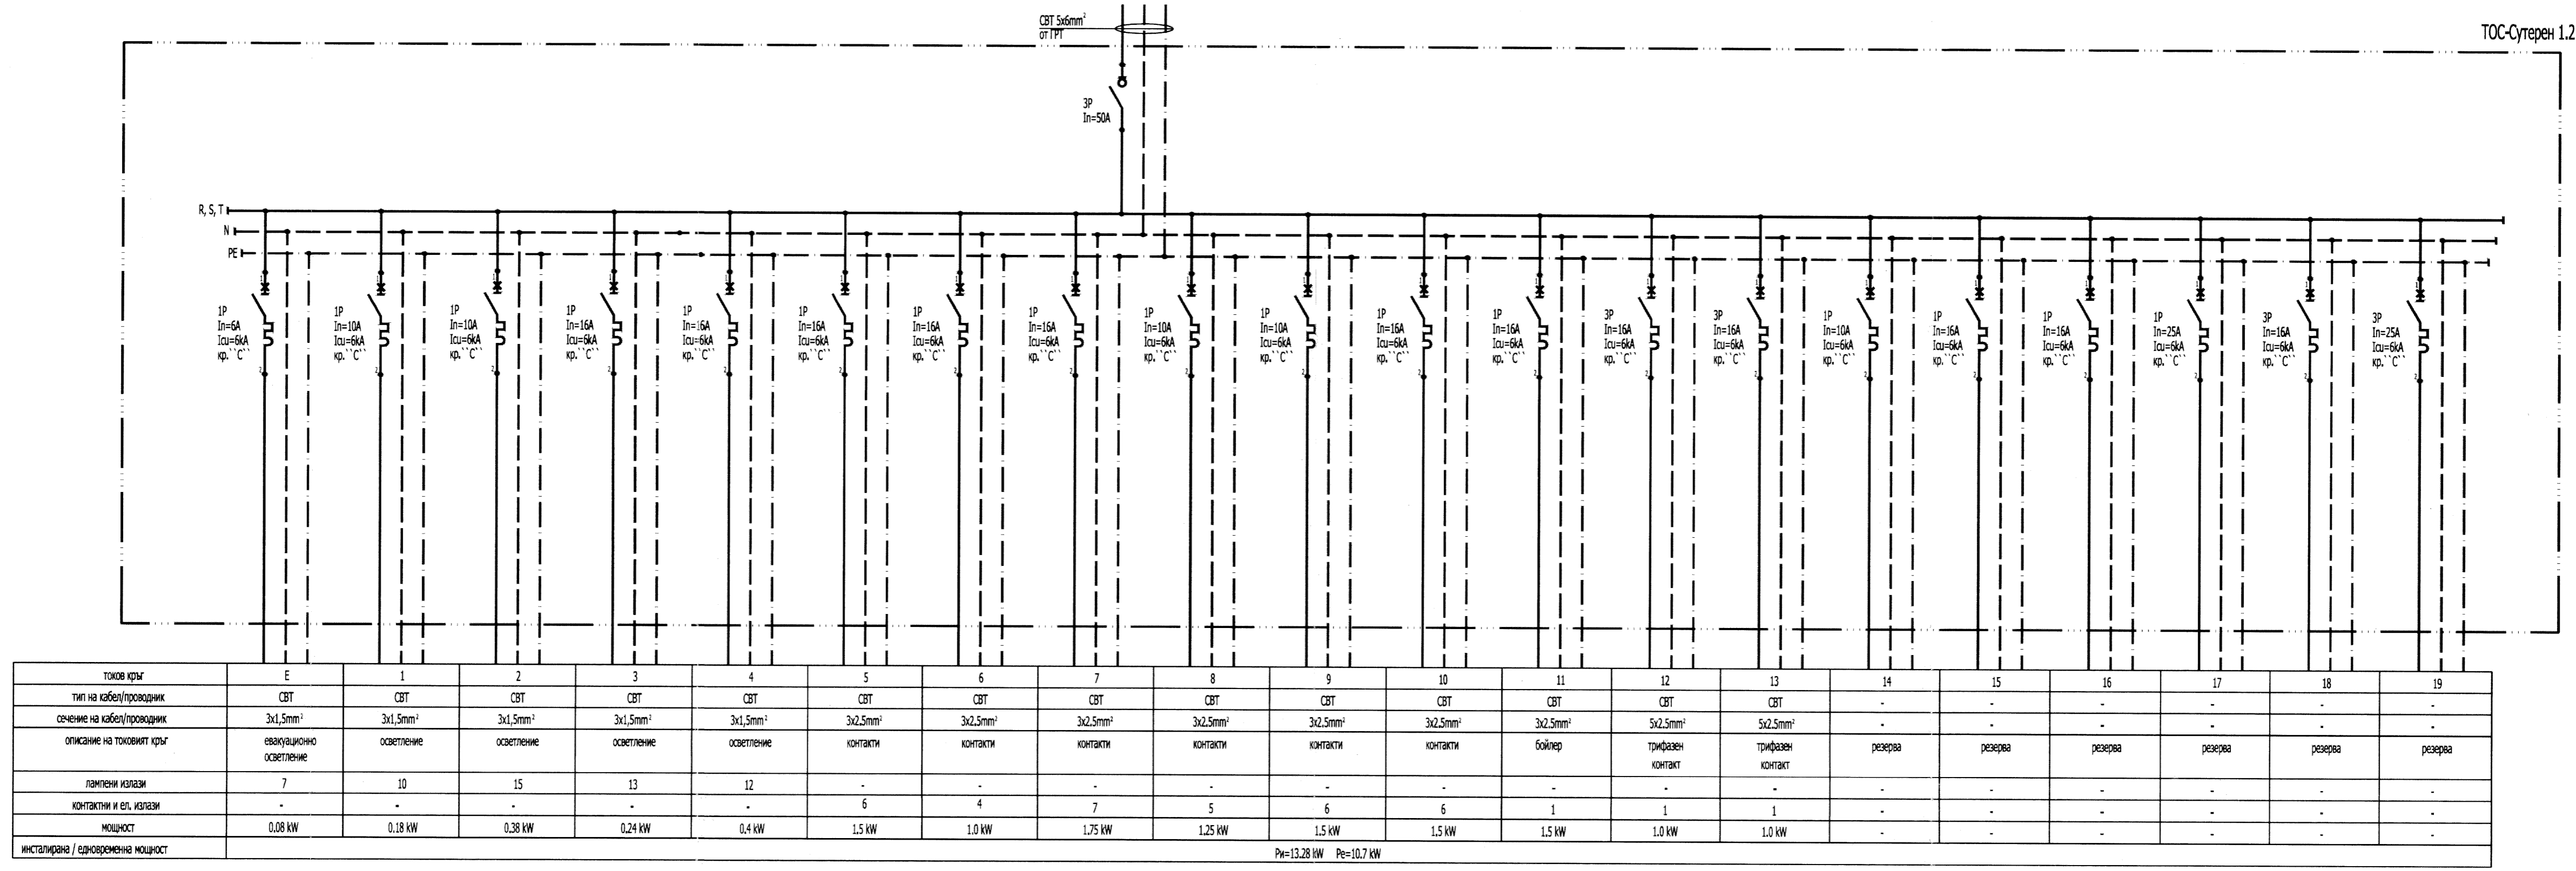 СВТ 5x6mm²
от ГРТ
ТОС-Сутерен 1.2
3P
In=50A
R, S, T
N
PE
1P
In=6A
Icu=6kA
кр.``C``
1P
In=10A
Icu=6kA
кр.``C``
1P
In=10A
Icu=6kA
кр.``C``
1P
In=16A
Icu=6kA
кр.``C``
1P
In=16A
Icu=6kA
кр.``C``
1P
In=16A
Icu=6kA
кр.``C``
1P
In=16A
Icu=6kA
кр.``C``
1P
In=16A
Icu=6kA
кр.``C``
1P
In=10A
Icu=6kA
кр.``C``
1P
In=10A
Icu=6kA
кр.``C``
1P
In=16A
Icu=6kA
кр.``C``
1P
In=16A
Icu=6kA
кр.``C``
3P
In=16A
Icu=6kA
кр.``C``
3P
In=16A
Icu=6kA
кр.``C``
1P
In=10A
Icu=6kA
кр.``C``
1P
In=16A
Icu=6kA
кр.``C``
1P
In=16A
Icu=6kA
кр.``C``
1P
In=25A
Icu=6kA
кр.``C``
3P
In=16A
Icu=6kA
кр.``C``
3P
In=25A
Icu=6kA
кр.``C``
токов кръг E 1 2 3 4 5 6 7 8 9 10 11 12 13 14 15 16 17 18 19
тип на кабел/проводник СВТ СВТ СВТ СВТ СВТ СВТ СВТ СВТ СВТ СВТ СВТ СВТ СВТ СВТ - - - - - -
сечение на кабел/проводник 3x1,5mm² 3x1,5mm² 3x1,5mm² 3x1,5mm² 3x1,5mm² 3x2.5mm² 3x2.5mm² 3x2.5mm² 3x2.5mm² 3x2.5mm² 3x2.5mm² 3x2.5mm² 5x2.5mm² 5x2.5mm² - - - - - -
описание на токовият кръг евакуационно осветление осветление осветление осветление осветление контакти контакти контакти контакти контакти контакти бойлер трифазен контакт трифазен контакт резерва резерва резерва резерва резерва резерва
лампени излази 7 10 15 13 12 - - - - - - - - - - - - - - -
контактни и ел. излази - - - - - 6 4 7 5 6 6 1 1 1 - - - - - -
мощност 0.08 kW 0.18 kW 0.38 kW 0.24 kW 0.4 kW 1.5 kW 1.0 kW 1.75 kW 1.25 kW 1.5 kW 1.5 kW 1.5 kW 1.0 kW 1.0 kW - - - - - -
инсталирана / едновременна мощност Ри=13.28 kW Ре=10.7 kW